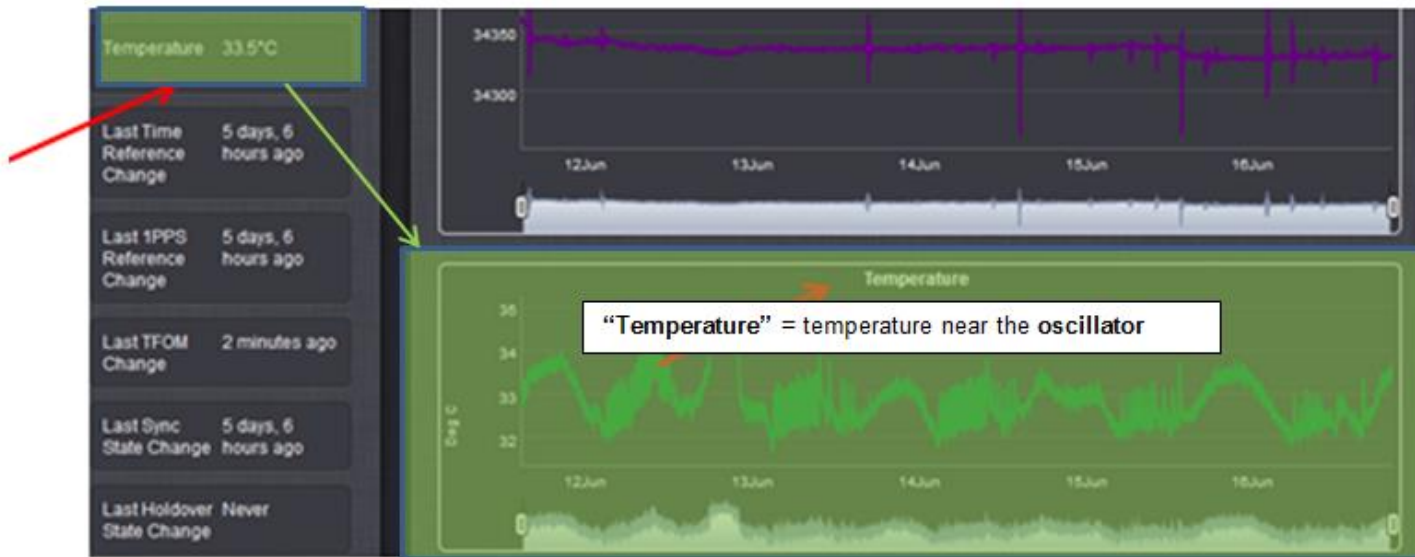 Temperature 33.5°C
Last Time Reference Change 5 days, 6 hours ago
Last 1PPS Reference Change 5 days, 6 hours ago
Last TFOM Change 2 minutes ago
Last Sync State Change 5 days, 6 hours ago
Last Holdover State Change Never
34350
34300
12Jun 13Jun 14Jun 15Jun 16Jun
Temperature
“Temperature” = temperature near the oscillator
35
34
33
32
Deg C
12Jun 13Jun 14Jun 15Jun 16Jun